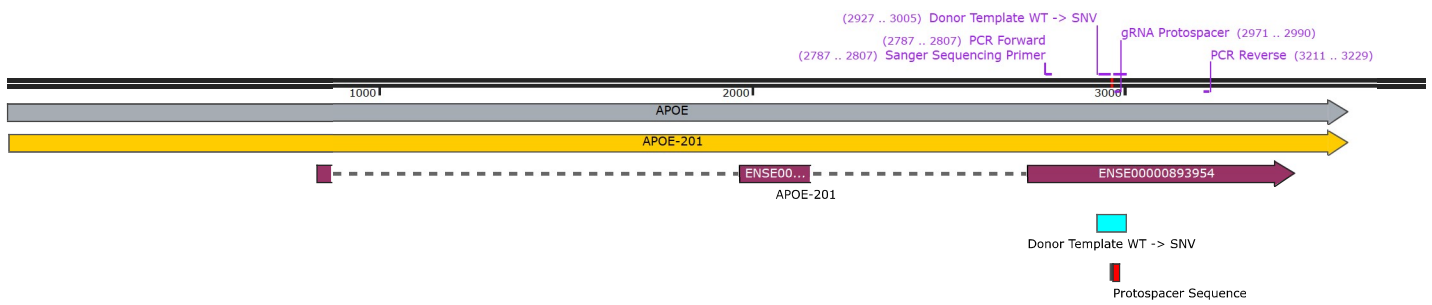 (2927 .. 3005) Donor Template WT -> SNV
gRNA Protospacer (2971 .. 2990)
(2787 .. 2807) PCR Forward
(2787 .. 2807) Sanger Sequencing Primer
PCR Reverse (3211 .. 3229)
1000
2000
3000
APOE
APOE-201
ENSE00...
ENSE00000893954
APOE-201
Donor Template WT -> SNV
Protospacer Sequence